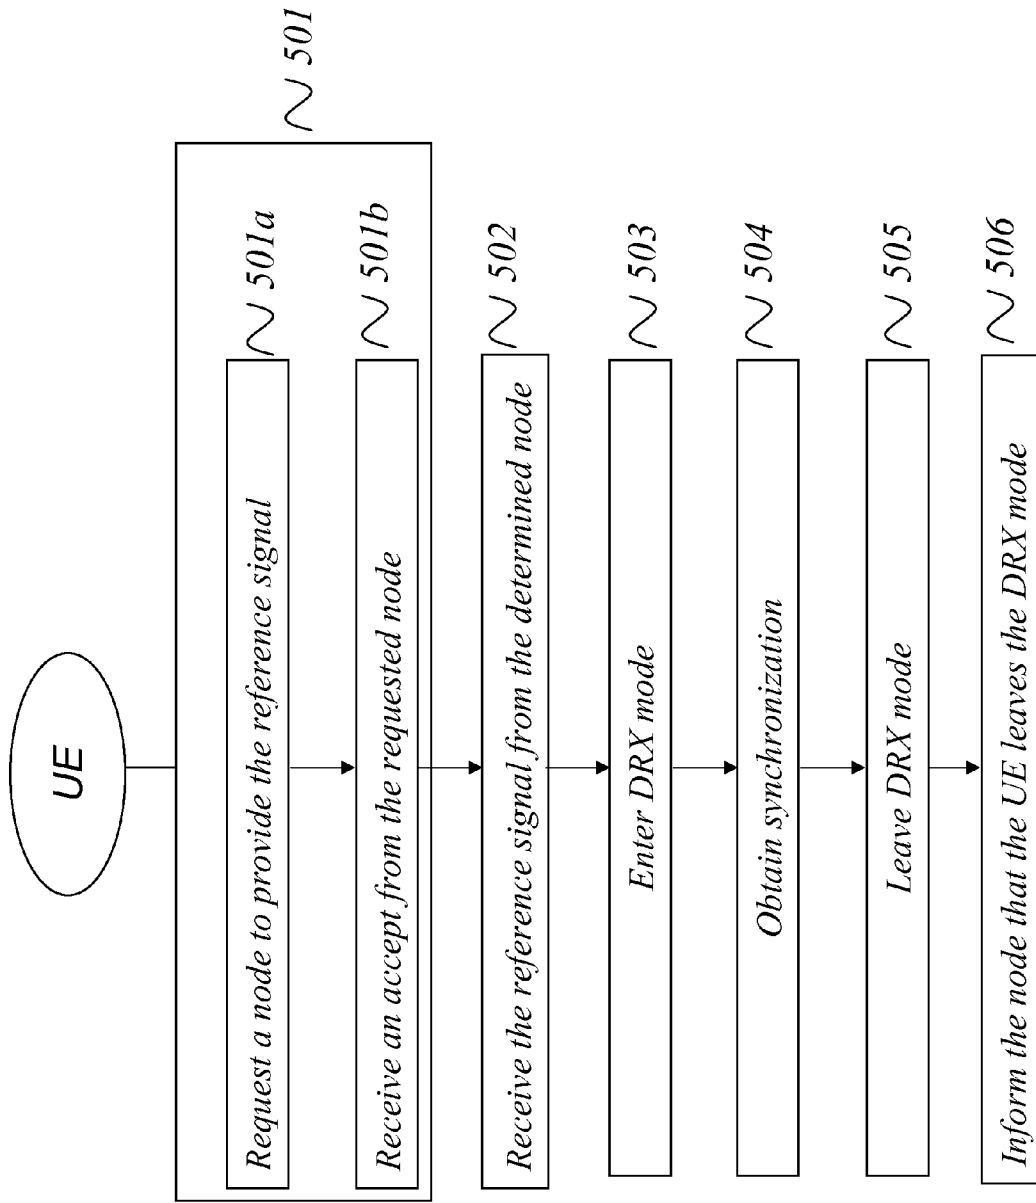 UE
501
Request a node to provide the reference signal 501a
Receive an accept from the requested node 501b
Receive the reference signal from the determined node 502
Enter DRX mode 503
Obtain synchronization 504
Leave DRX mode 505
Inform the node that the UE leaves the DRX mode 506